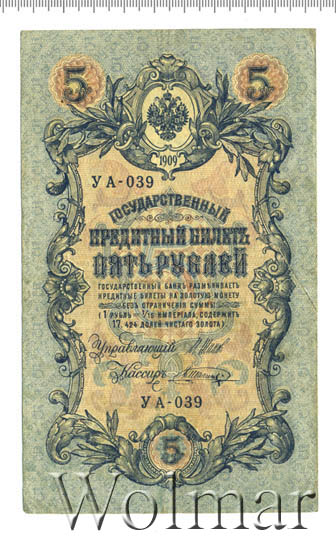 5 5
1909
УА-039
ГОСУДАРСТВЕННЫЙ
КРЕДИТНЫЙ БИЛЕТЪ
ПЯТЬ РУБЛЕЙ
ГОСУДАРСТВЕННЫЙ БАНКЪ РАЗМѢНИВАЕТЪ
КРЕДИТНЫЕ БИЛЕТЫ НА ЗОЛОТУЮ МОНЕТУ
БЕЗЪ ОГРАНИЧЕНІЯ СУММЫ
(1 РУБЛЬ = 1/15 ИМПЕРІАЛА, СОДЕРЖИТЪ
17,424 ДОЛЕЙ ЧИСТАГО ЗОЛОТА)
Управляющій
Кассиръ
УА-039
5
Wolmar